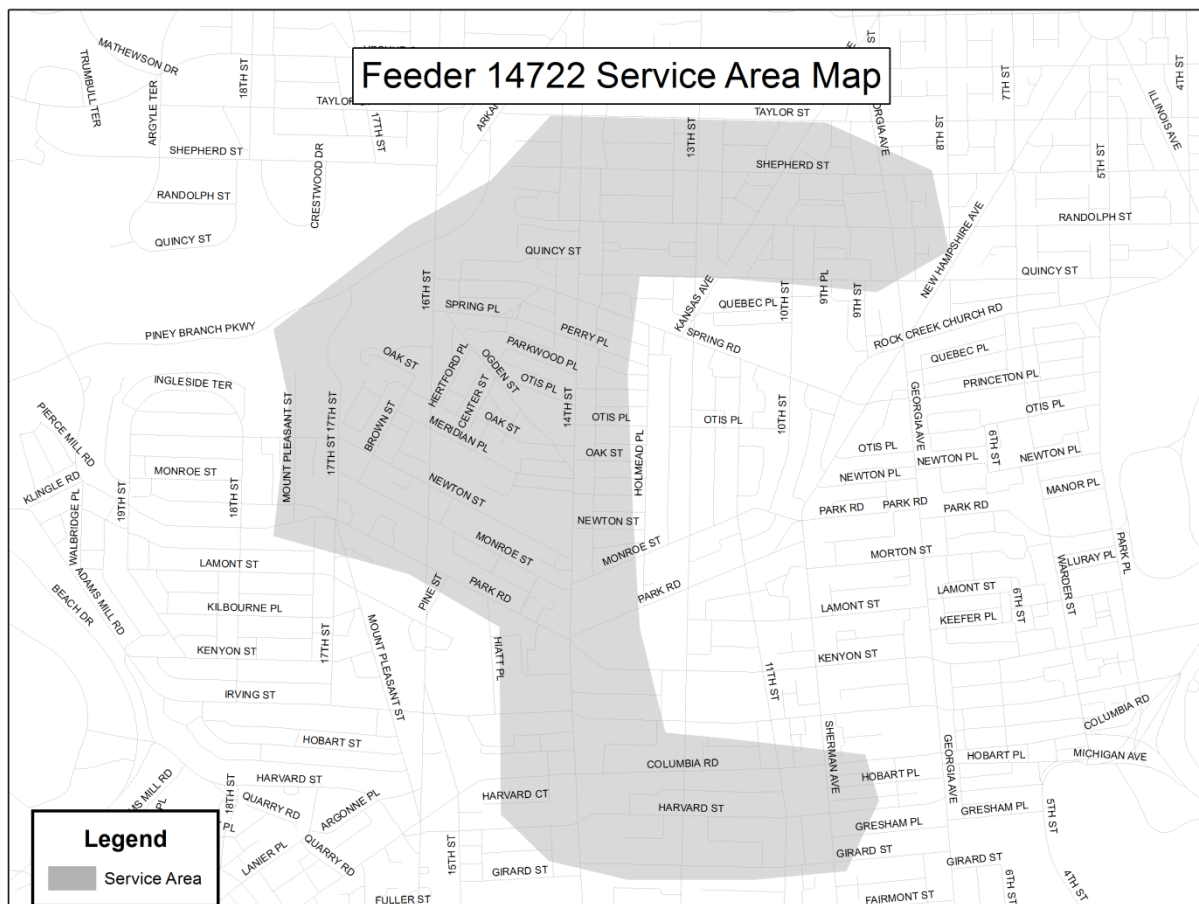 Feeder 14722 Service Area Map
MATHEWSON DR
TRUMBULL TER
ARGYLE TER
18TH ST
17TH ST
TAYLOR ST
13TH ST
8TH ST
7TH ST
4TH ST
ILLINOIS AVE
5TH ST
SHEPHERD ST
SHEPHERD ST
CRESTWOOD DR
RANDOLPH ST
RANDOLPH ST
QUINCY ST
QUINCY ST
QUINCY ST
NEW HAMPSHIRE AVE
16TH ST
KANSAS AVE
9TH PL
10TH ST
9TH ST
QUEBEC PL
SPRING PL
PINEY BRANCH PKWY
PERRY PL
SPRING RD
ROCK CREEK CHURCH RD
OAK ST
HERTFORD PL
OGDEN ST
PARKWOOD PL
QUEBEC PL
INGLESIDE TER
CENTER ST
OTIS PL
PRINCETON PL
MOUNT PLEASANT ST
17TH ST 17TH ST
BROWN ST
14TH ST
OTIS PL
OTIS PL
10TH ST
GEORGIA AVE
OTIS PL
PIERCE MILL RD
MERIDIAN PL
OAK ST
OAK ST
HOLMEAD PL
OTIS PL
6TH ST
NEWTON PL
NEWTON PL
NEWTON PL
KLINGLE RD
MONROE ST
MANOR PL
WALBRIDGE PL
19TH ST
18TH ST
NEWTON ST
NEWTON ST
PARK RD
PARK RD
PARK RD
MONROE ST
MONROE ST
MORTON ST
PARK PL
LURAY PL
WARDER ST
LAMONT ST
ADAMS MILL RD
BEACH DR
PINE ST
PARK RD
PARK RD
LAMONT ST
LAMONT ST
6TH ST
KILBOURNE PL
KEEFER PL
KENYON ST
17TH ST
MOUNT PLEASANT ST
HIATT PL
KENYON ST
IRVING ST
11TH ST
COLUMBIA RD
HOBART ST
SHERMAN AVE
GEORGIA AVE
HOBART PL
MICHIGAN AVE
COLUMBIA RD
HOBART PL
HARVARD ST
HARVARD CT
HARVARD ST
18TH ST
QUARRY RD
ARGONNE PL
GRESHAM PL
GRESHAM PL
5TH ST
LANIER PL
QUARRY RD
15TH ST
GIRARD ST
GIRARD ST
GIRARD ST
FULLER ST
FAIRMONT ST
6TH ST
4TH ST
Legend
Service Area